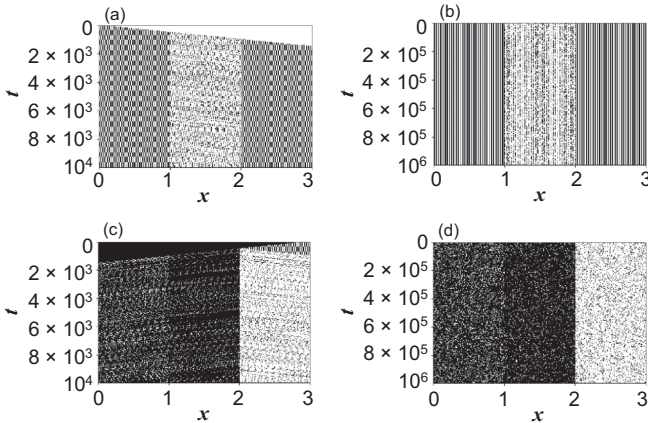 (a)
0
2 × 10³
4 × 10³
6 × 10³
8 × 10³
10⁴
t
0 1 2 3
x
(b)
0
2 × 10⁵
4 × 10⁵
6 × 10⁵
8 × 10⁵
10⁶
t
0 1 2 3
x
(c)
0
2 × 10³
4 × 10³
6 × 10³
8 × 10³
10⁴
t
0 1 2 3
x
(d)
0
2 × 10⁵
4 × 10⁵
6 × 10⁵
8 × 10⁵
10⁶
t
0 1 2 3
x